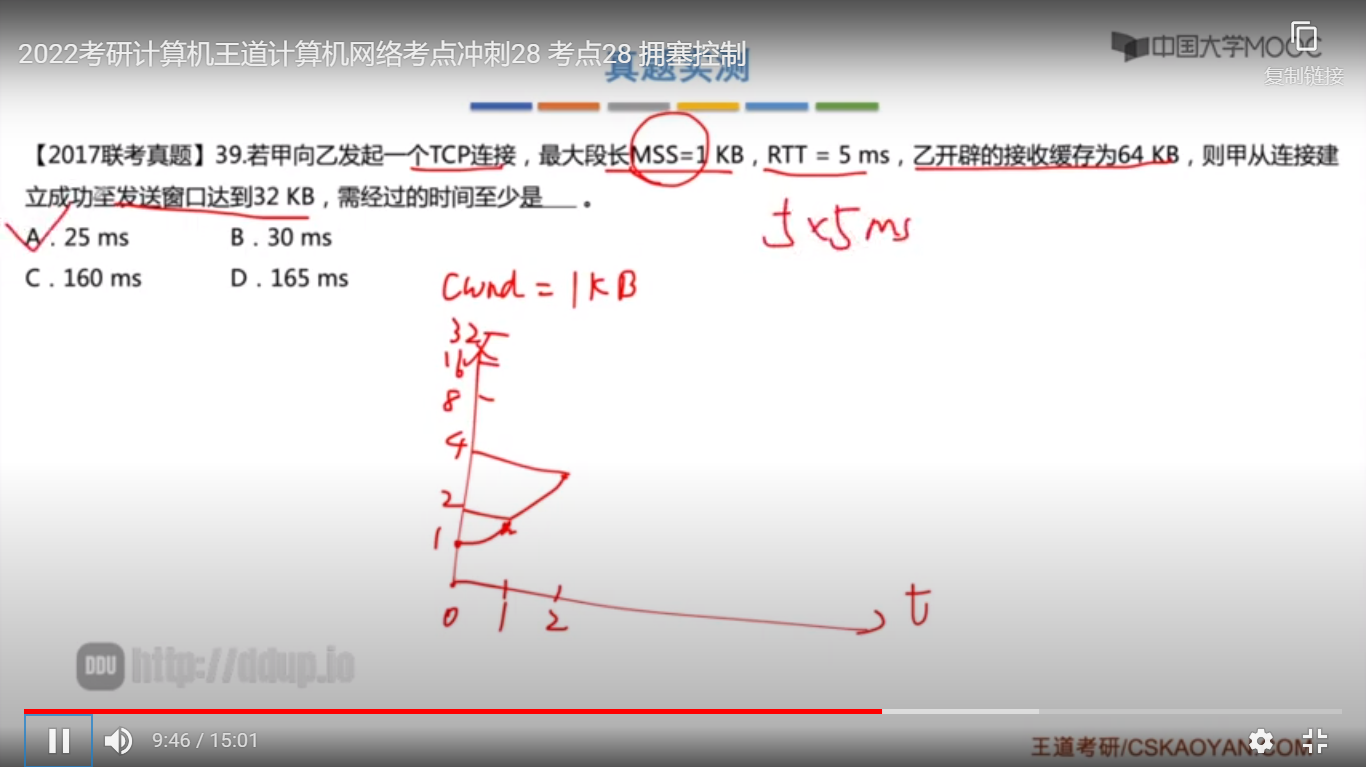 2022考研计算机王道计算机网络考点冲刺28 考点28 拥塞控制
真题实测
中国大学MOOC
复制链接
【2017联考真题】39.若甲向乙发起一个TCP连接，最大段长MSS=1 KB，RTT = 5 ms，乙开辟的接收缓存为64 KB，则甲从连接建
立成功至发送窗口达到32 KB，需经过的时间至少是___ 。
5×5 ms
A．25 ms B．30 ms
C．160 ms D．165 ms
cwnd = 1KB
32
16
8
4
2
1
0 1 2 t
DDU http://ddup.io
9:46 / 15:01
王道考研/CSKAOYAN.COM